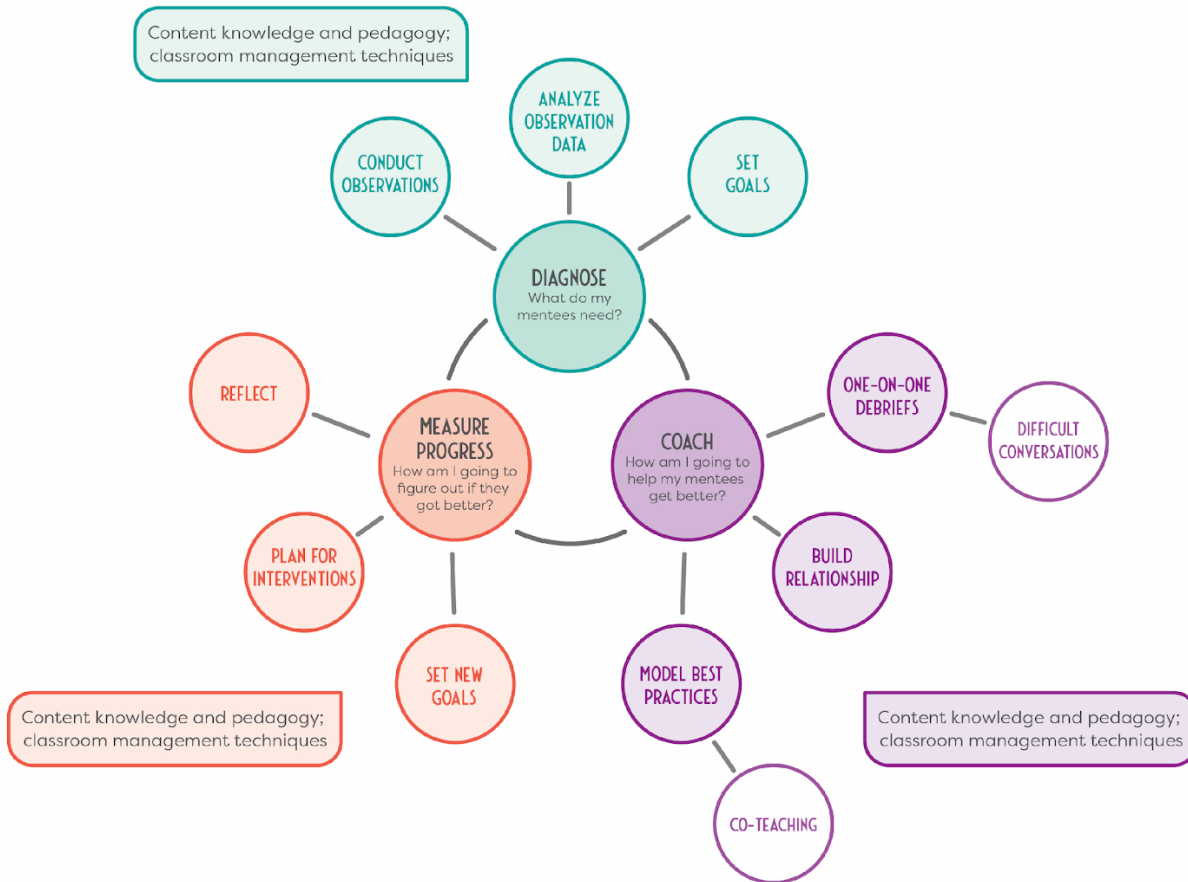 Content knowledge and pedagogy;
classroom management techniques
ANALYZE
OBSERVATION
DATA
CONDUCT
OBSERVATIONS
SET
GOALS
DIAGNOSE
What do my
mentees need?
REFLECT
MEASURE
PROGRESS
How am I going to
figure out if they
got better?
COACH
How am I going to
help my mentees
get better?
ONE-ON-ONE
DEBRIEFS
DIFFICULT
CONVERSATIONS
PLAN FOR
INTERVENTIONS
BUILD
RELATIONSHIP
SET NEW
GOALS
MODEL BEST
PRACTICES
Content knowledge and pedagogy;
classroom management techniques
Content knowledge and pedagogy;
classroom management techniques
CO-TEACHING